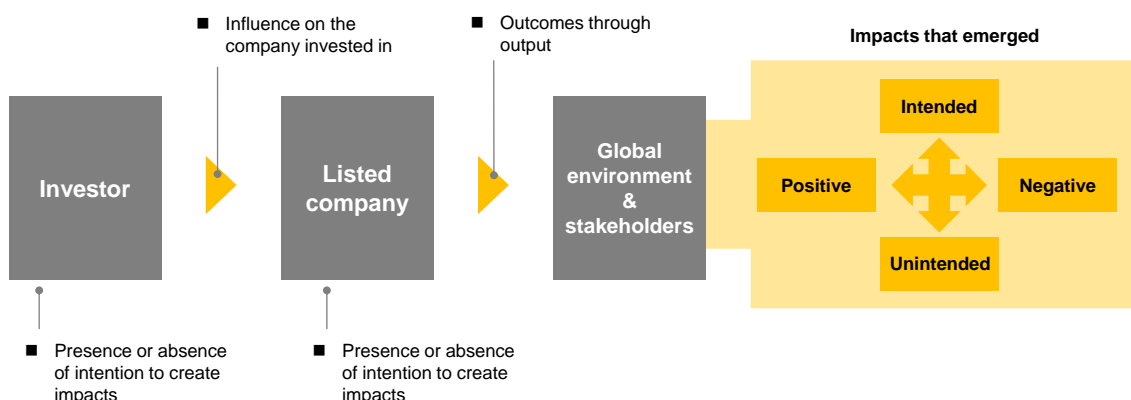 ■ Influence on the
company invested in
■ Outcomes through
output
Impacts that emerged
Investor
Listed
company
Global
environment
&
stakeholders
Intended
Positive
Negative
Unintended
■ Presence or absence
of intention to create
impacts
■ Presence or absence
of intention to create
impacts